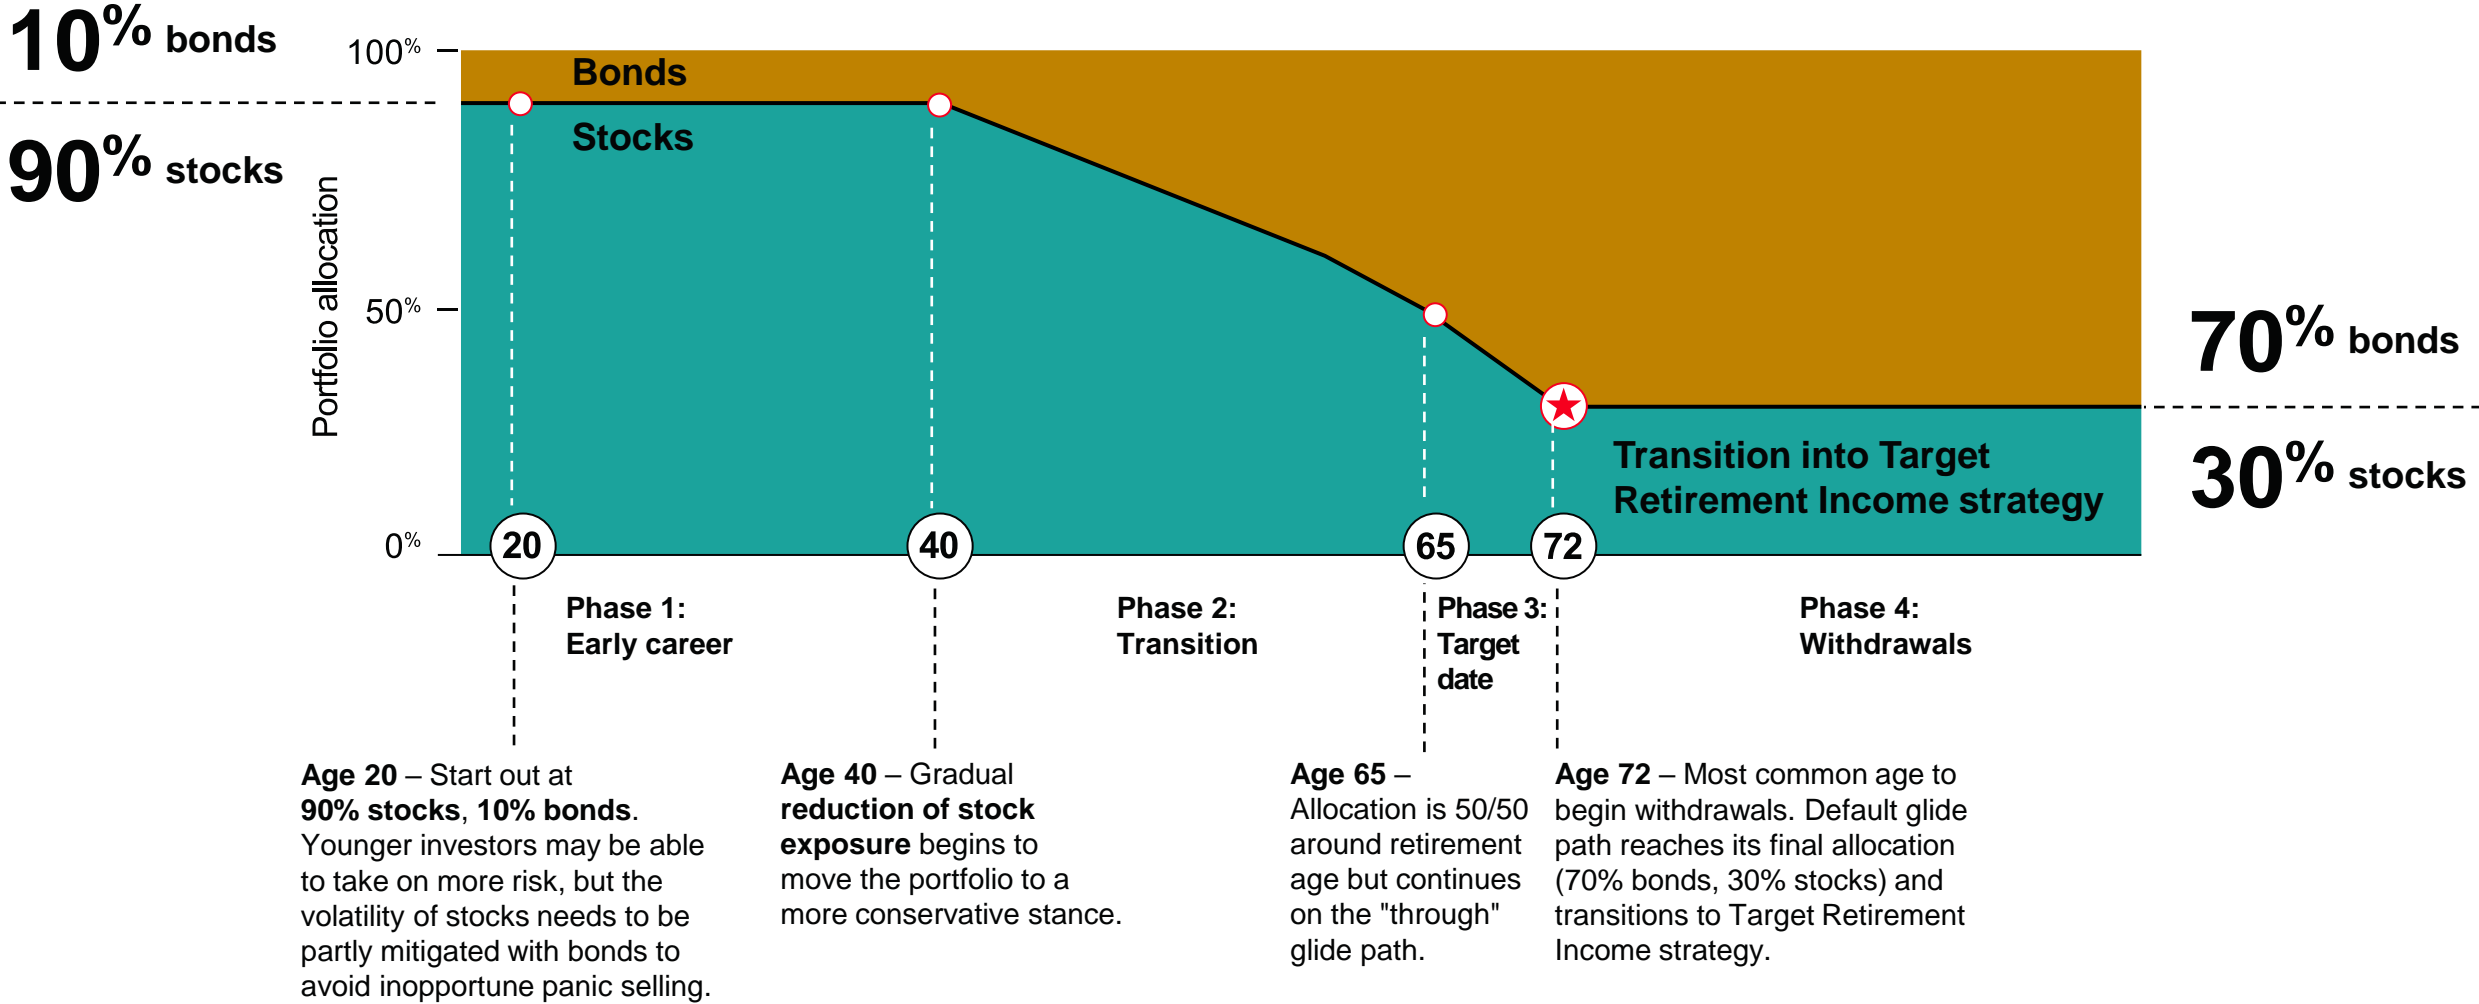 10% bonds
90% stocks
Portfolio allocation
100%
50%
0%
Bonds
Stocks
Transition into Target
Retirement Income strategy
70% bonds
30% stocks
20
40
65
72
Phase 1:
Early career
Phase 2:
Transition
Phase 3:
Target
date
Phase 4:
Withdrawals
Age 20 – Start out at
90% stocks, 10% bonds.
Younger investors may be able
to take on more risk, but the
volatility of stocks needs to be
partly mitigated with bonds to
avoid inopportune panic selling.
Age 40 – Gradual
reduction of stock
exposure begins to
move the portfolio to a
more conservative stance.
Age 65 –
Allocation is 50/50
around retirement
age but continues
on the "through"
glide path.
Age 72 – Most common age to
begin withdrawals. Default glide
path reaches its final allocation
(70% bonds, 30% stocks) and
transitions to Target Retirement
Income strategy.